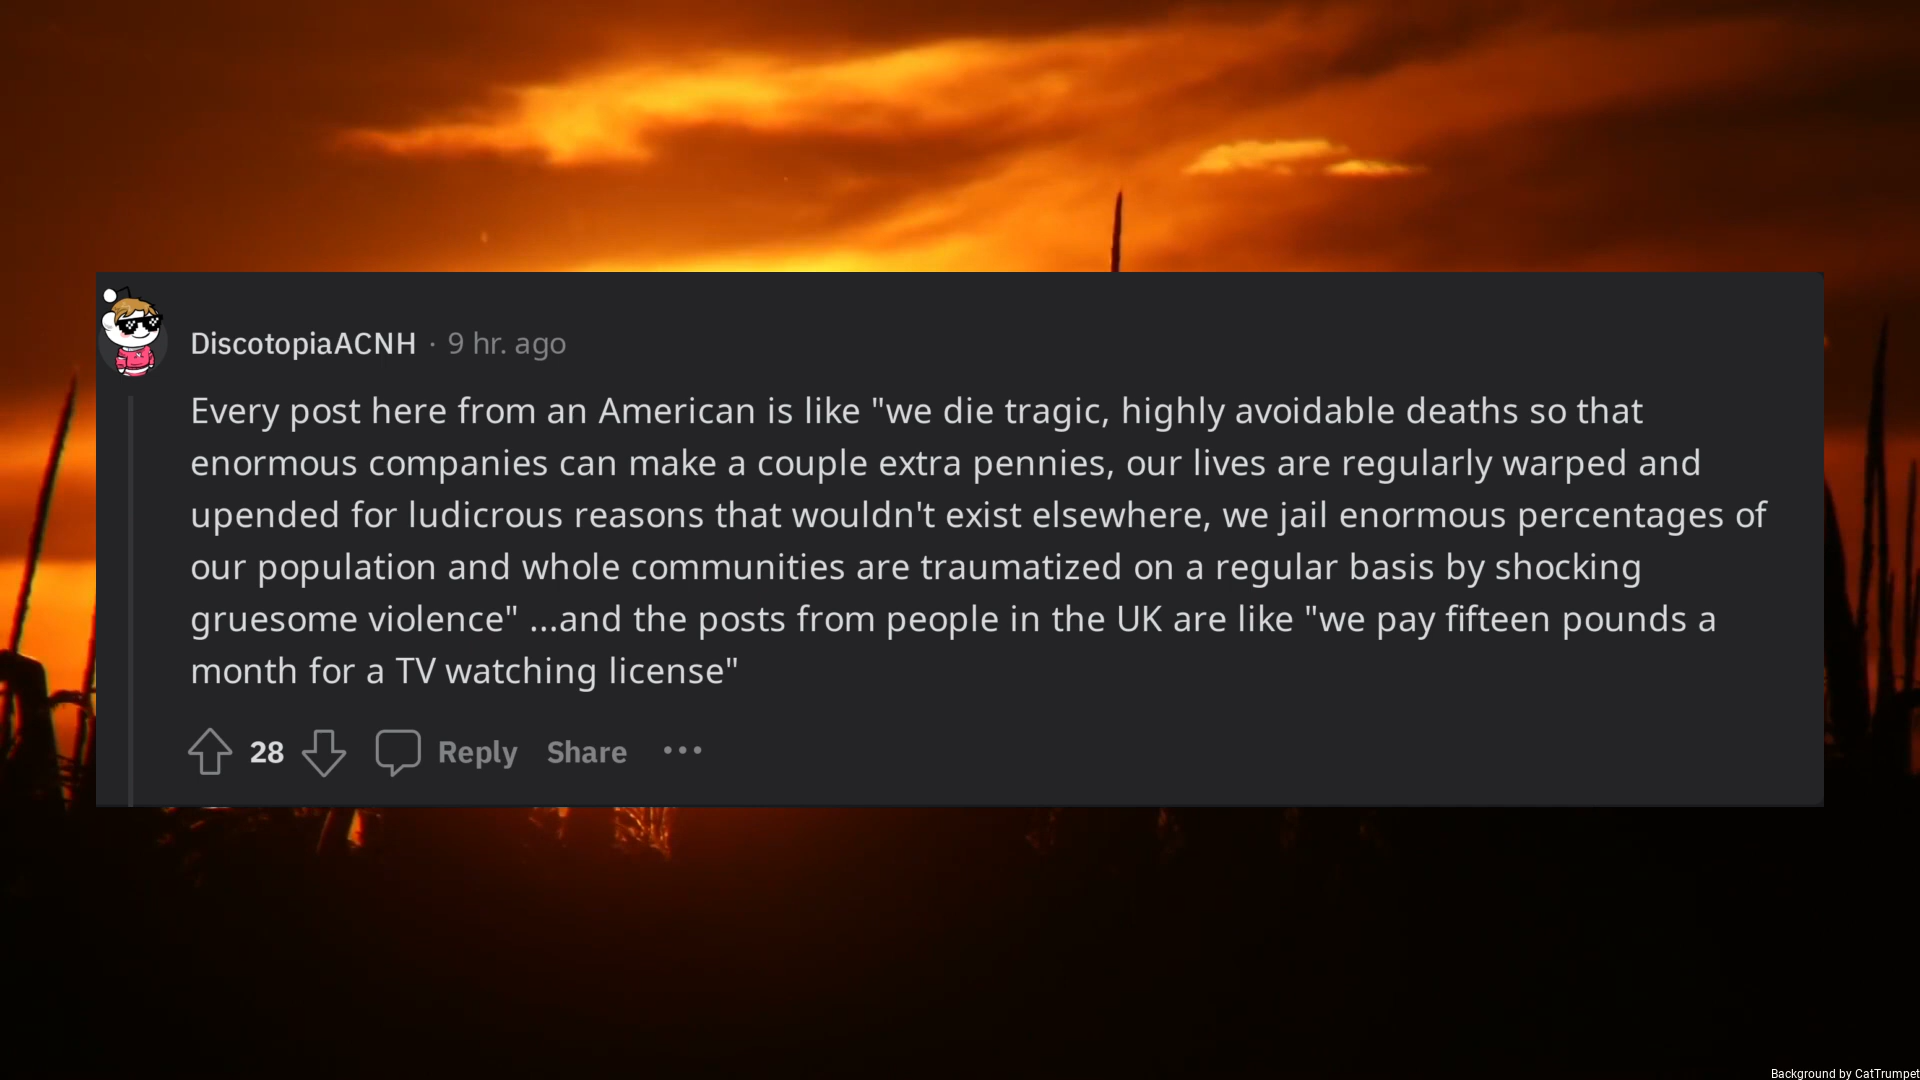 DiscotopiaACNH · 9 hr. ago
Every post here from an American is like "we die tragic, highly avoidable deaths so that
enormous companies can make a couple extra pennies, our lives are regularly warped and
upended for ludicrous reasons that wouldn't exist elsewhere, we jail enormous percentages of
our population and whole communities are traumatized on a regular basis by shocking
gruesome violence" ...and the posts from people in the UK are like "we pay fifteen pounds a
month for a TV watching license"
28 Reply Share ...
Background by CatTrumpet